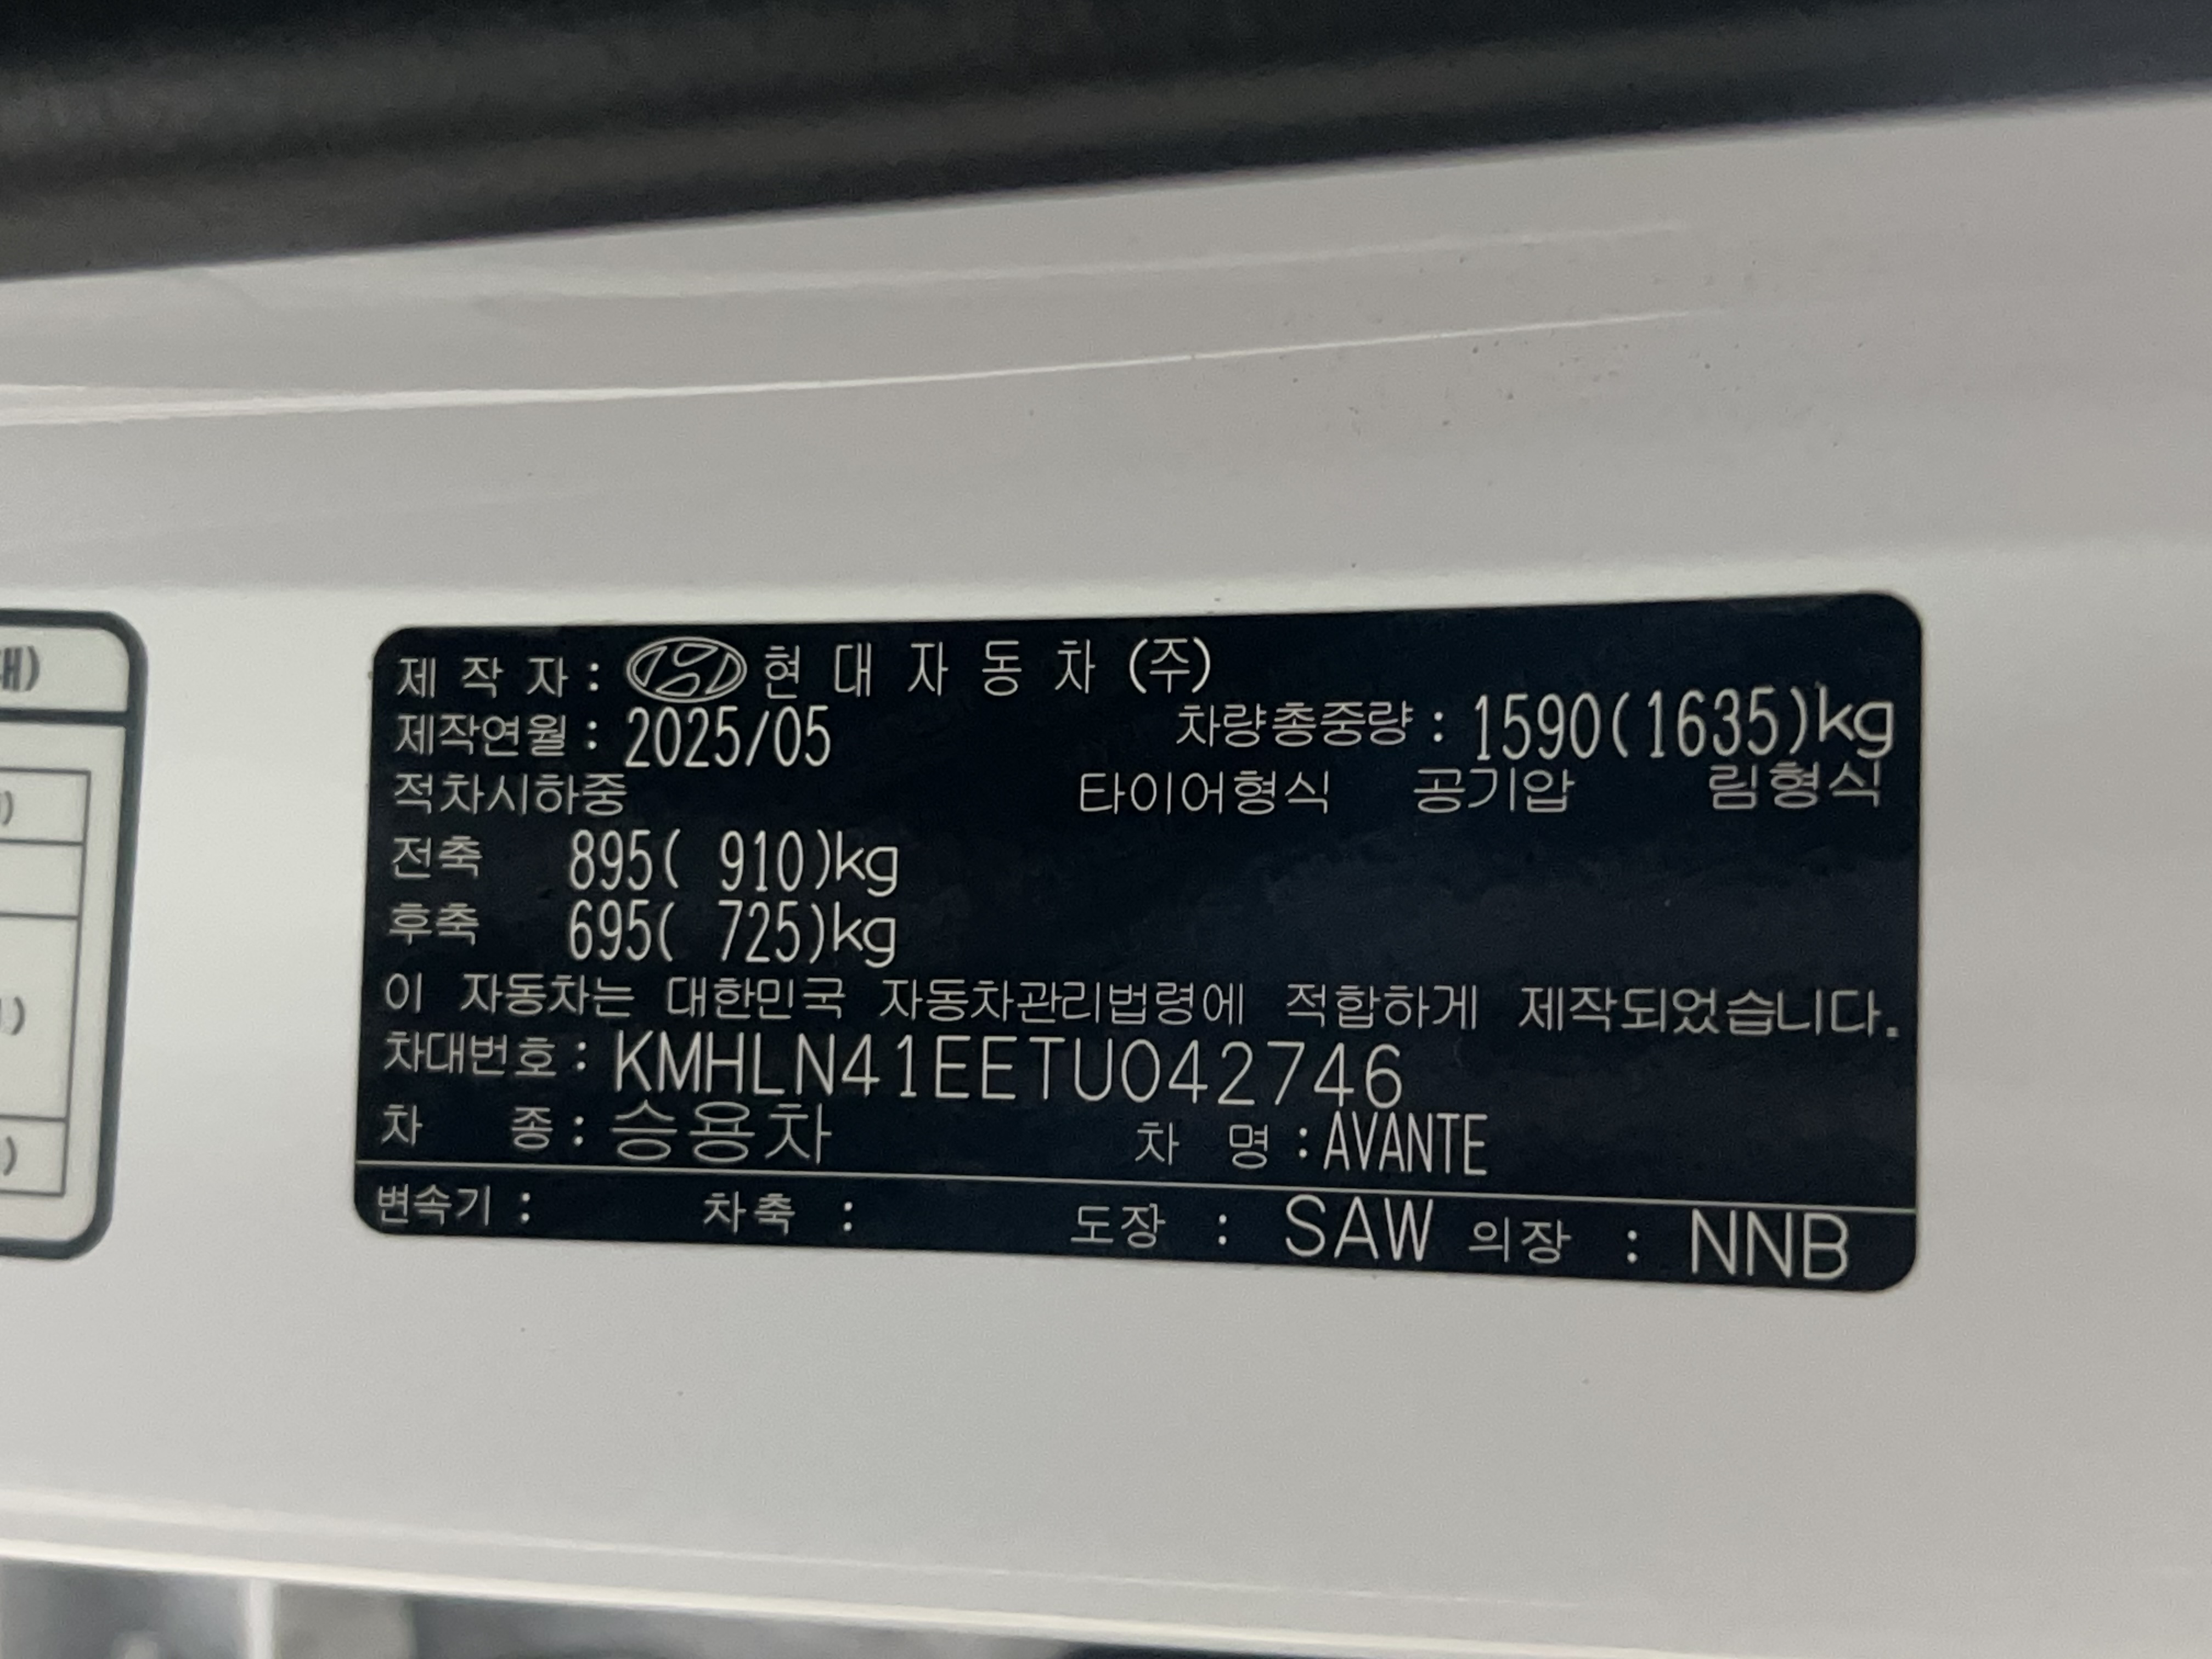 제 작 자 : 현 대 자 동 차 (주)
제작연월 : 2025/05 차량총중량 : 1590(1635)kg
적차시하중 타이어형식 공기압 림형식
전축 895( 910)kg
후축 695( 725)kg
이 자동차는 대한민국 자동차관리법령에 적합하게 제작되었습니다.
차대번호 : KMHLN41EETU042746
차 종 : 승용차 차 명 : AVANTE
변속기 : 차축 : 도장 : SAW 의장 : NNB